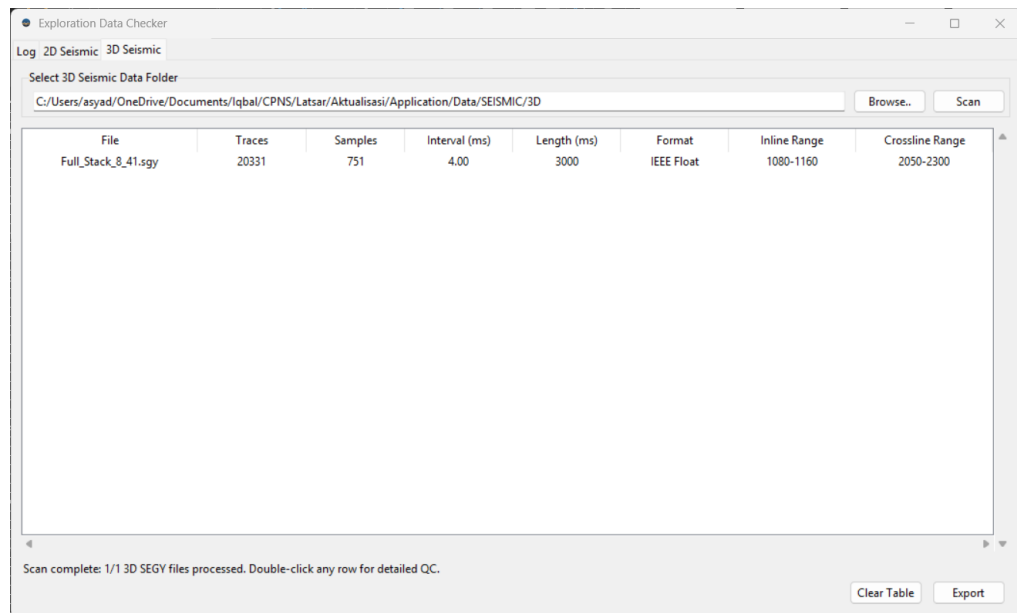 Exploration Data Checker
Log 2D Seismic 3D Seismic
Select 3D Seismic Data Folder
C:/Users/asyad/OneDrive/Documents/Iqbal/CPNS/Latsar/Aktualisasi/Application/Data/SEISMIC/3D Browse.. Scan
File Traces Samples Interval (ms) Length (ms) Format Inline Range Crossline Range
Full_Stack_8_41.sgy 20331 751 4.00 3000 IEEE Float 1080-1160 2050-2300
Scan complete: 1/1 3D SEGY files processed. Double-click any row for detailed QC.
Clear Table Export